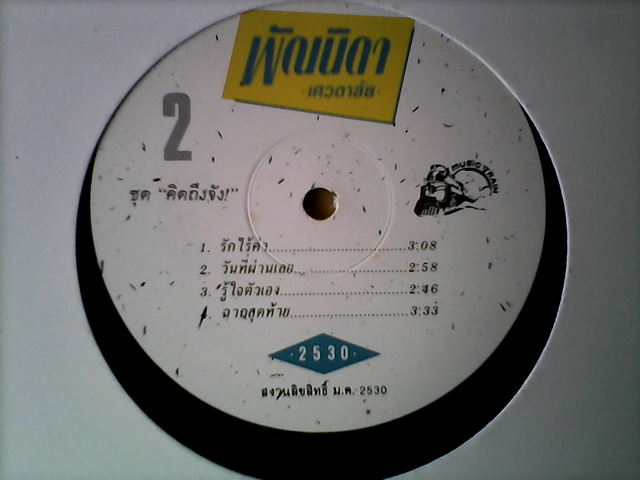 พัณนิดา
·เศวตาลัย·
2
MUSIC TRAIN
ชุด "คิดถึงจัง!"
1. รักไร้ค่า.....................3:08
2. วันที่ผ่านเลย.....................2:58
3. รู้ใจตัวเอง.....................2:46
4. ฉากสุดท้าย.....................3:33
·2530·
สงวนลิขสิทธิ์ ม.ค. 2530